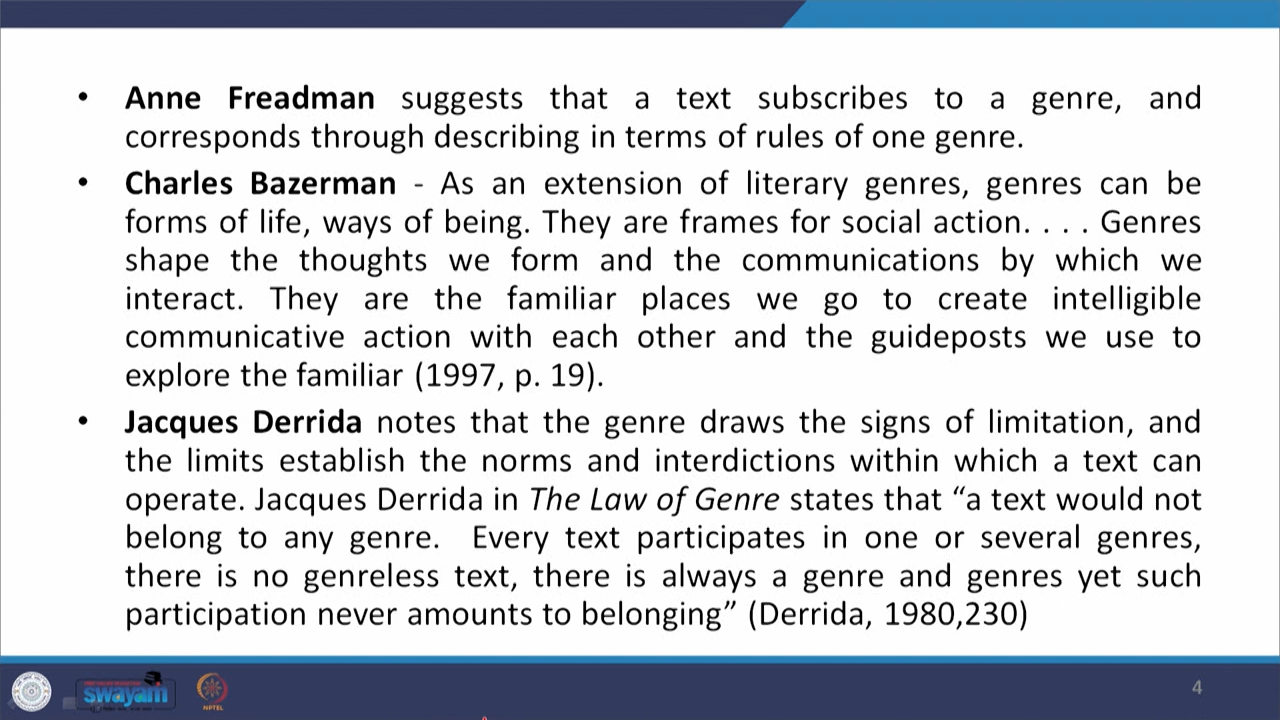 • Anne Freadman suggests that a text subscribes to a genre, and
corresponds through describing in terms of rules of one genre.
• Charles Bazerman - As an extension of literary genres, genres can be
forms of life, ways of being. They are frames for social action. . . . Genres
shape the thoughts we form and the communications by which we
interact. They are the familiar places we go to create intelligible
communicative action with each other and the guideposts we use to
explore the familiar (1997, p. 19).
• Jacques Derrida notes that the genre draws the signs of limitation, and
the limits establish the norms and interdictions within which a text can
operate. Jacques Derrida in The Law of Genre states that “a text would not
belong to any genre. Every text participates in one or several genres,
there is no genreless text, there is always a genre and genres yet such
participation never amounts to belonging” (Derrida, 1980,230)
swayam
NPTEL
4